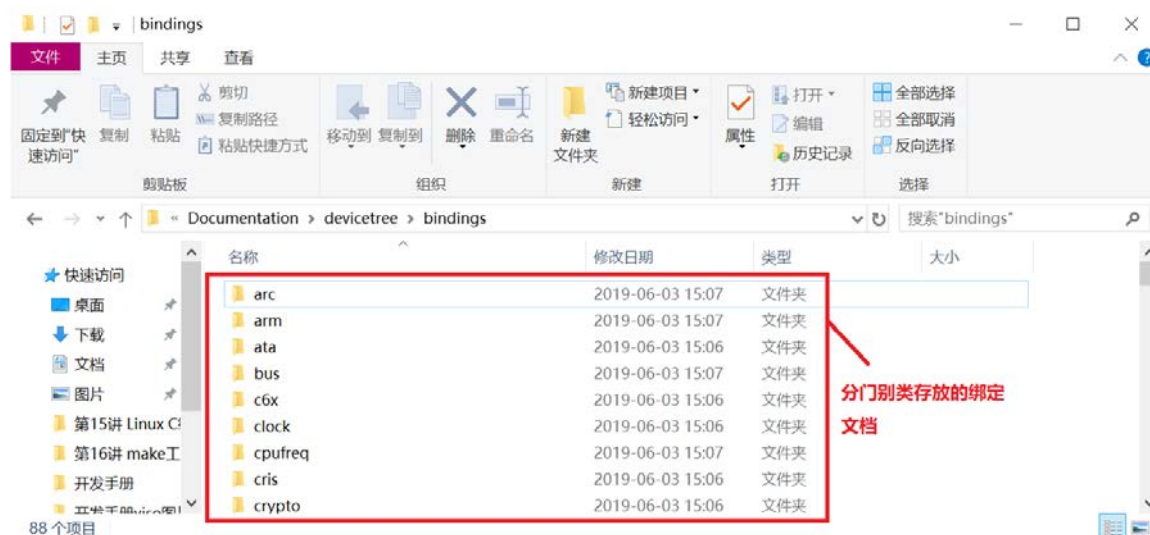 bindings
文件 主页 共享 查看
固定到"快速访问" 复制 粘贴 剪切 复制路径 粘贴快捷方式
移动到 复制到 删除 重命名
新建文件夹 新建项目 轻松访问
属性 打开 编辑 历史记录
全部选择 全部取消 反向选择
剪贴板 组织 新建 打开 选择
« Documentation > devicetree > bindings 搜索"bindings"
名称 修改日期 类型 大小
快速访问
桌面
下载
文档
图片
第15讲 Linux
第16讲 make工
开发手册
arc 2019-06-03 15:07 文件夹
arm 2019-06-03 15:07 文件夹
ata 2019-06-03 15:06 文件夹
bus 2019-06-03 15:07 文件夹
c6x 2019-06-03 15:06 文件夹
clock 2019-06-03 15:06 文件夹
cpufreq 2019-06-03 15:07 文件夹
cris 2019-06-03 15:06 文件夹
crypto 2019-06-03 15:06 文件夹
分门别类存放的绑定
文档
88 个项目